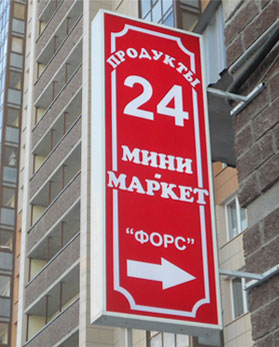 ПРОДУКТЫ
24
МИНИ
-
МАРКЕТ
“ФОРС”